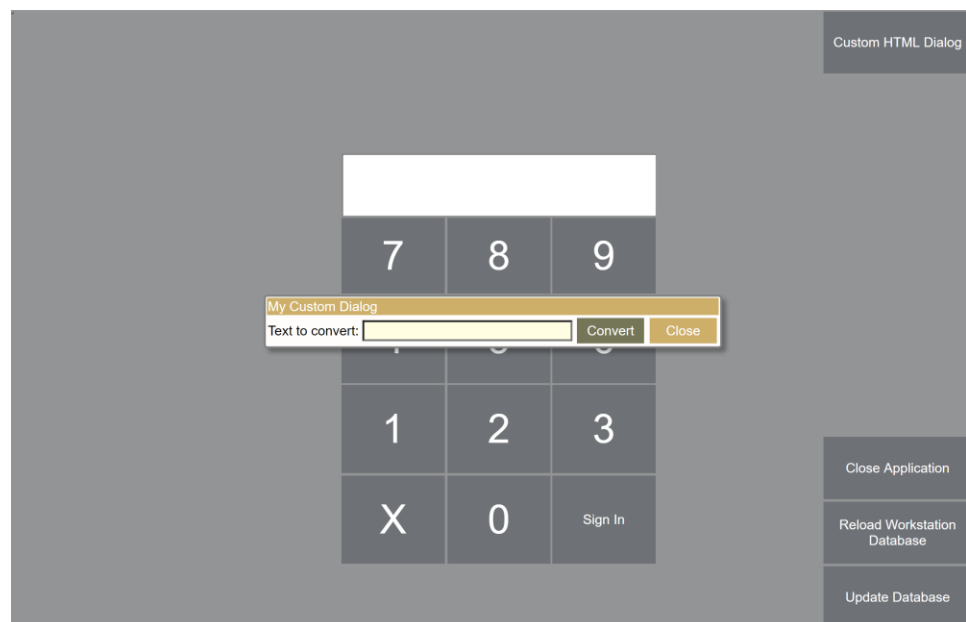 Custom HTML Dialog
7 8 9
My Custom Dialog
Text to convert: Convert Close
1 2 3
Close Application
X 0 Sign In
Reload Workstation
Database
Update Database